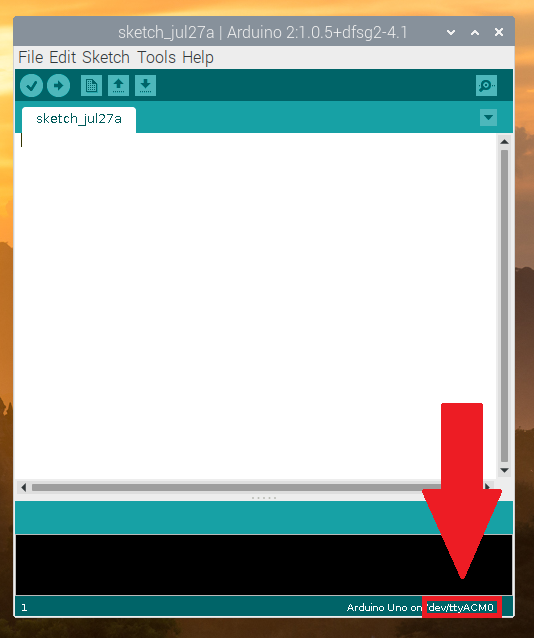 sketch_jul27a | Arduino 2:1.0.5+dfsg2-4.1
File Edit Sketch Tools Help
sketch_jul27a
1 Arduino Uno on /dev/ttyACM0